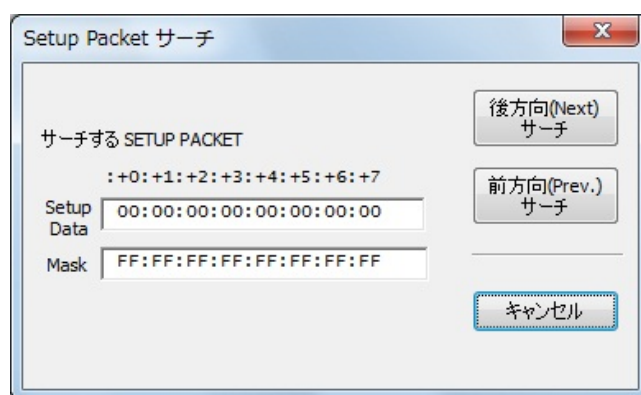 Setup Packet サーチ
サーチする SETUP PACKET
:+0:+1:+2:+3:+4:+5:+6:+7
Setup Data
00:00:00:00:00:00:00:00
Mask
FF:FF:FF:FF:FF:FF:FF:FF
後方向(Next)
サーチ
前方向(Prev.)
サーチ
キャンセル